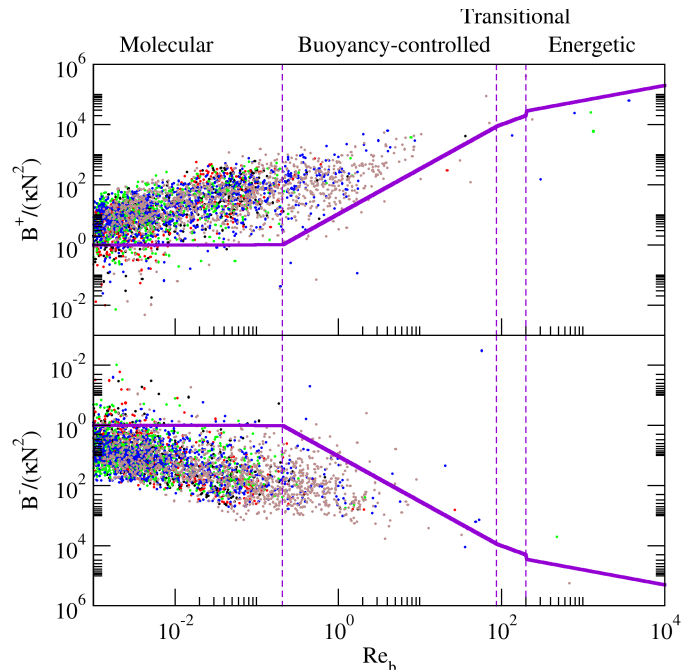 Transitional
Molecular Buoyancy-controlled Energetic
10^6
10^4
10^2
10^0
10^-2
B^+/(κN^2)
10^-2
10^0
10^2
10^4
10^6
B^-/(κN^2)
10^-2 10^0 10^2 10^4
Re_b